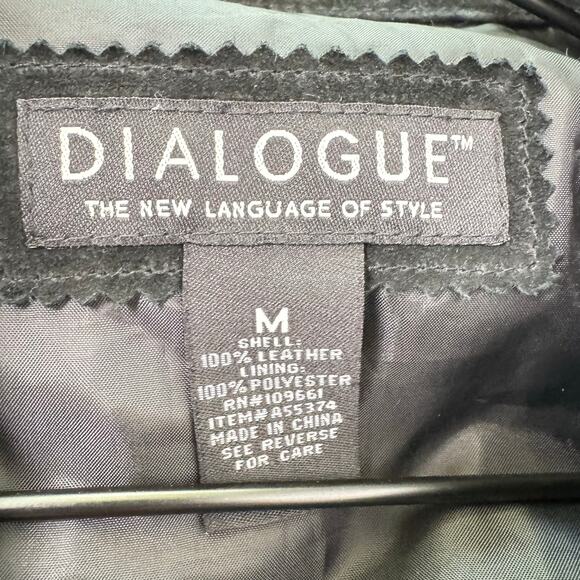 DIALOGUE™
THE NEW LANGUAGE OF STYLE
M
SHELL:
100% LEATHER
LINING:
100% POLYESTER
RN#109661
ITEM#A55374
MADE IN CHINA
SEE REVERSE
FOR CARE